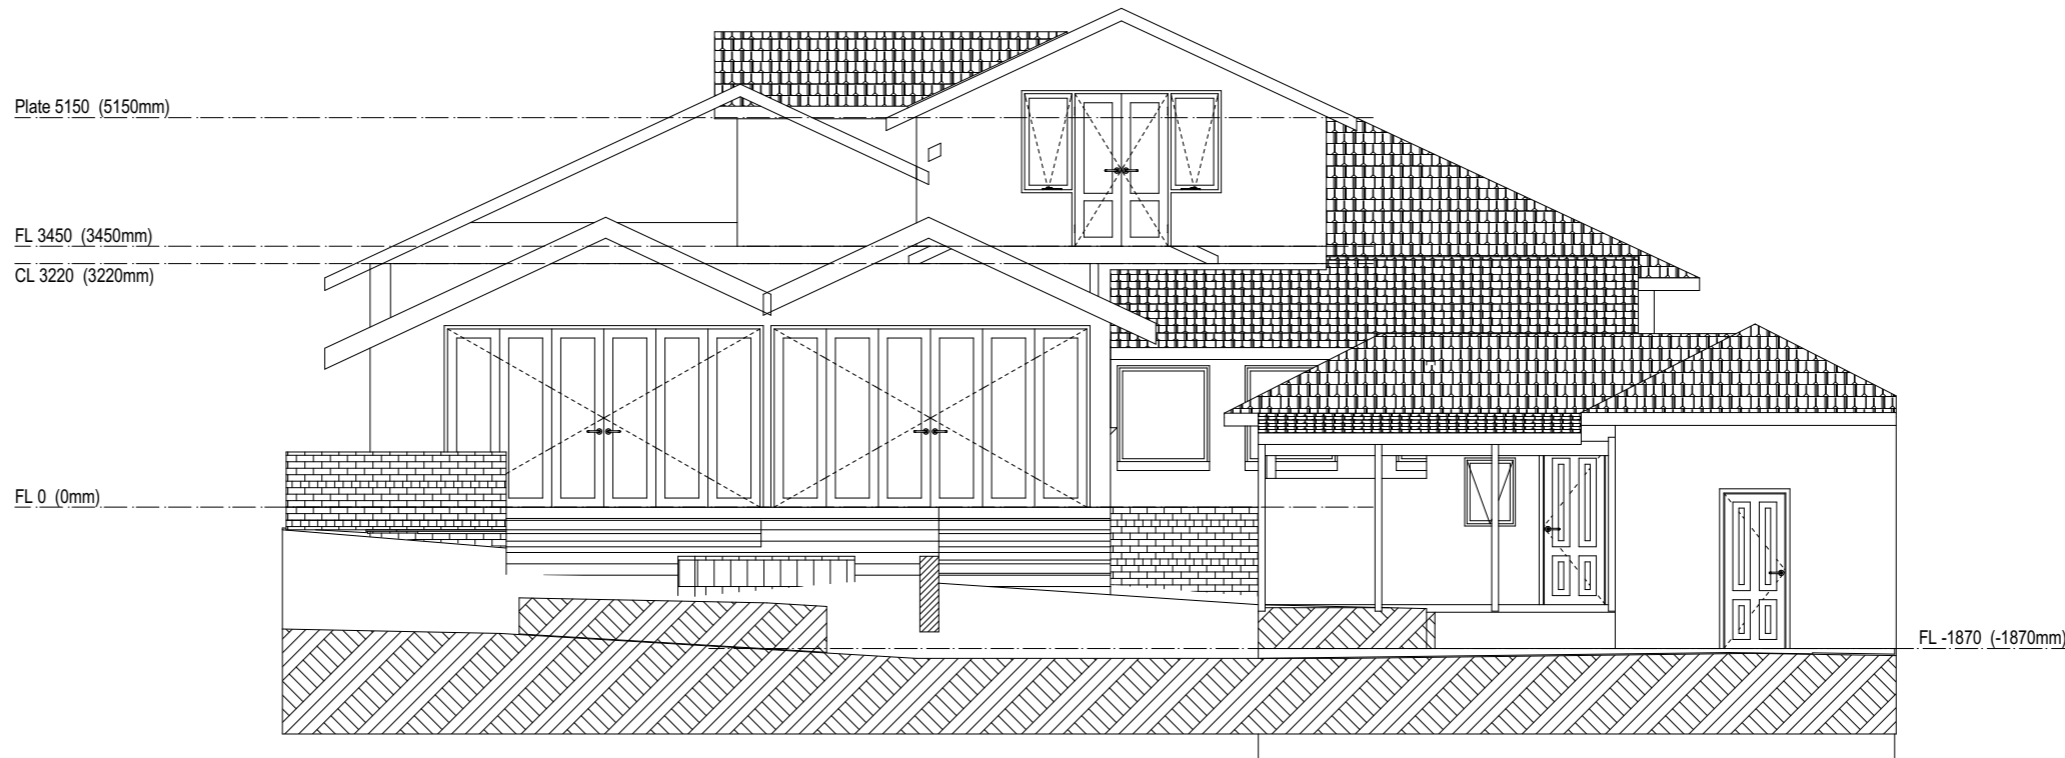 Plate 5150 (5150mm)
FL 3450 (3450mm)
CL 3220 (3220mm)
FL 0 (0mm)
FL -1870 (-1870mm)